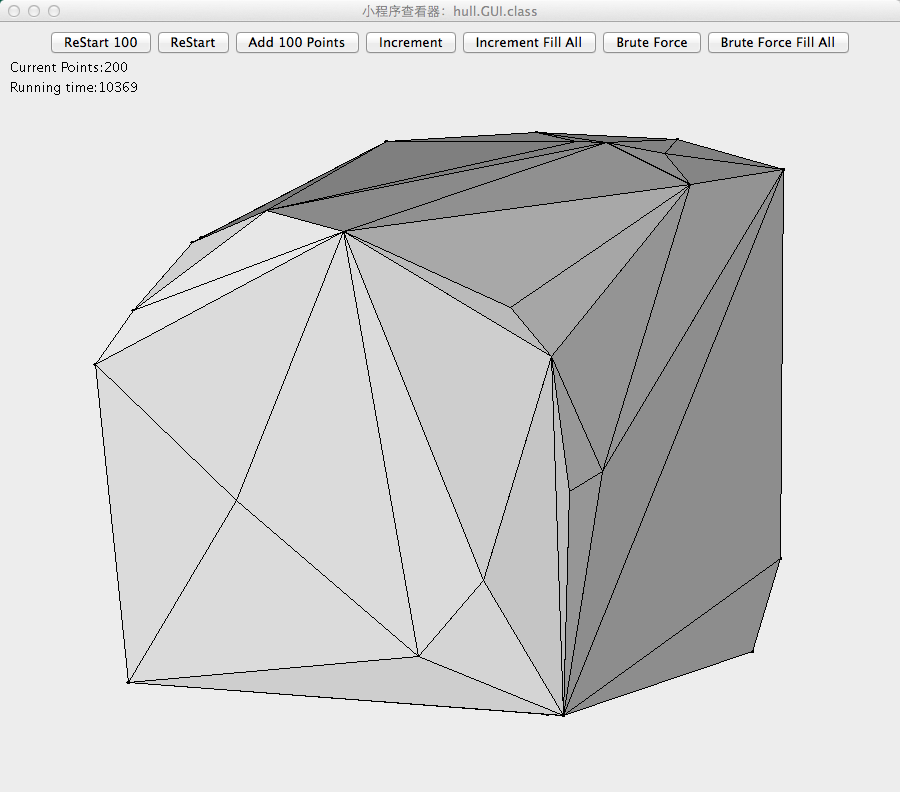 小程序查看器：hull.GUI.class
ReStart 100 ReStart Add 100 Points Increment Increment Fill All Brute Force Brute Force Fill All
Current Points:200
Running time:10369